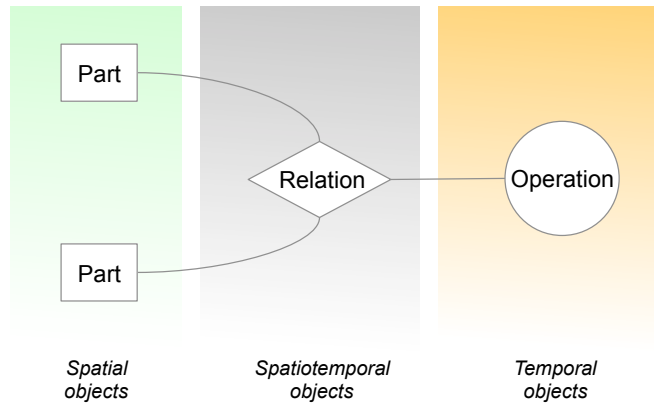 Part
Relation
Operation
Part
Spatial
objects
Spatiotemporal
objects
Temporal
objects